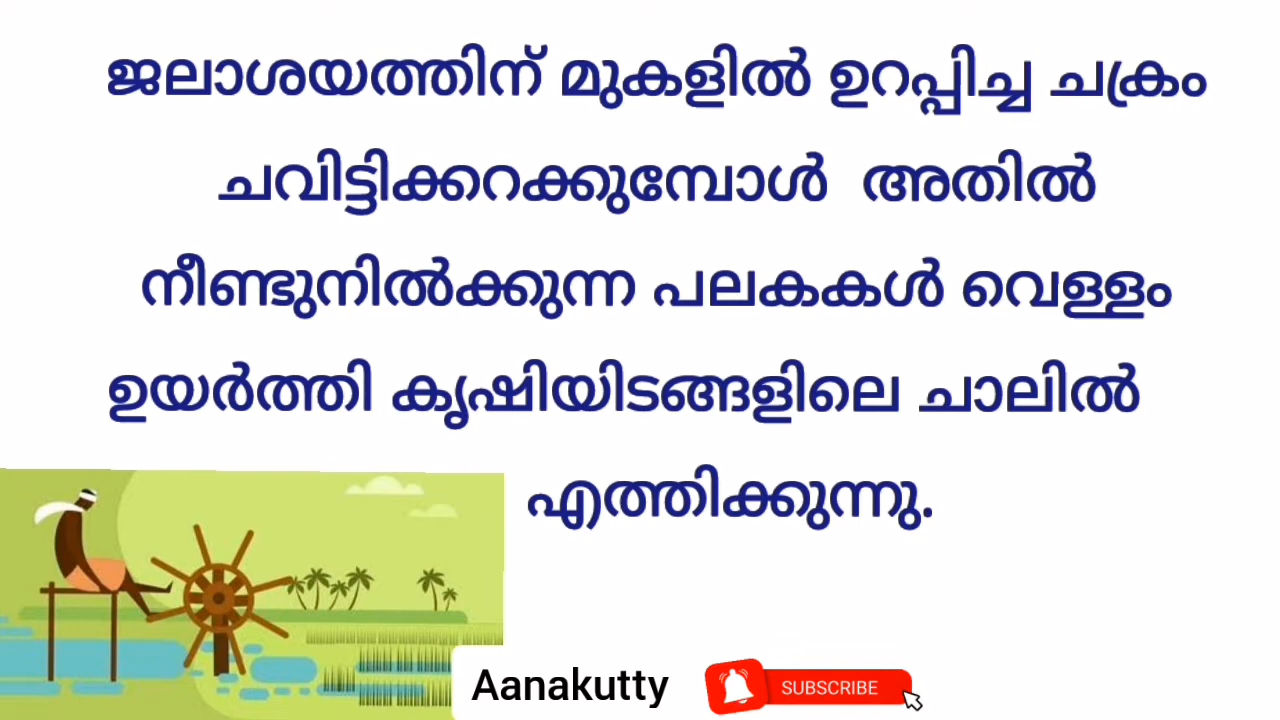 ജലാശയത്തിന് മുകളിൽ ഉറപ്പിച്ച ചക്രം
ചവിട്ടിക്കറക്കുമ്പോൾ അതിൽ
നീണ്ടുനിൽക്കുന്ന പലകകൾ വെള്ളം
ഉയർത്തി കൃഷിയിടങ്ങളിലെ ചാലിൽ
എത്തിക്കുന്നു.
Aanakutty
SUBSCRIBE